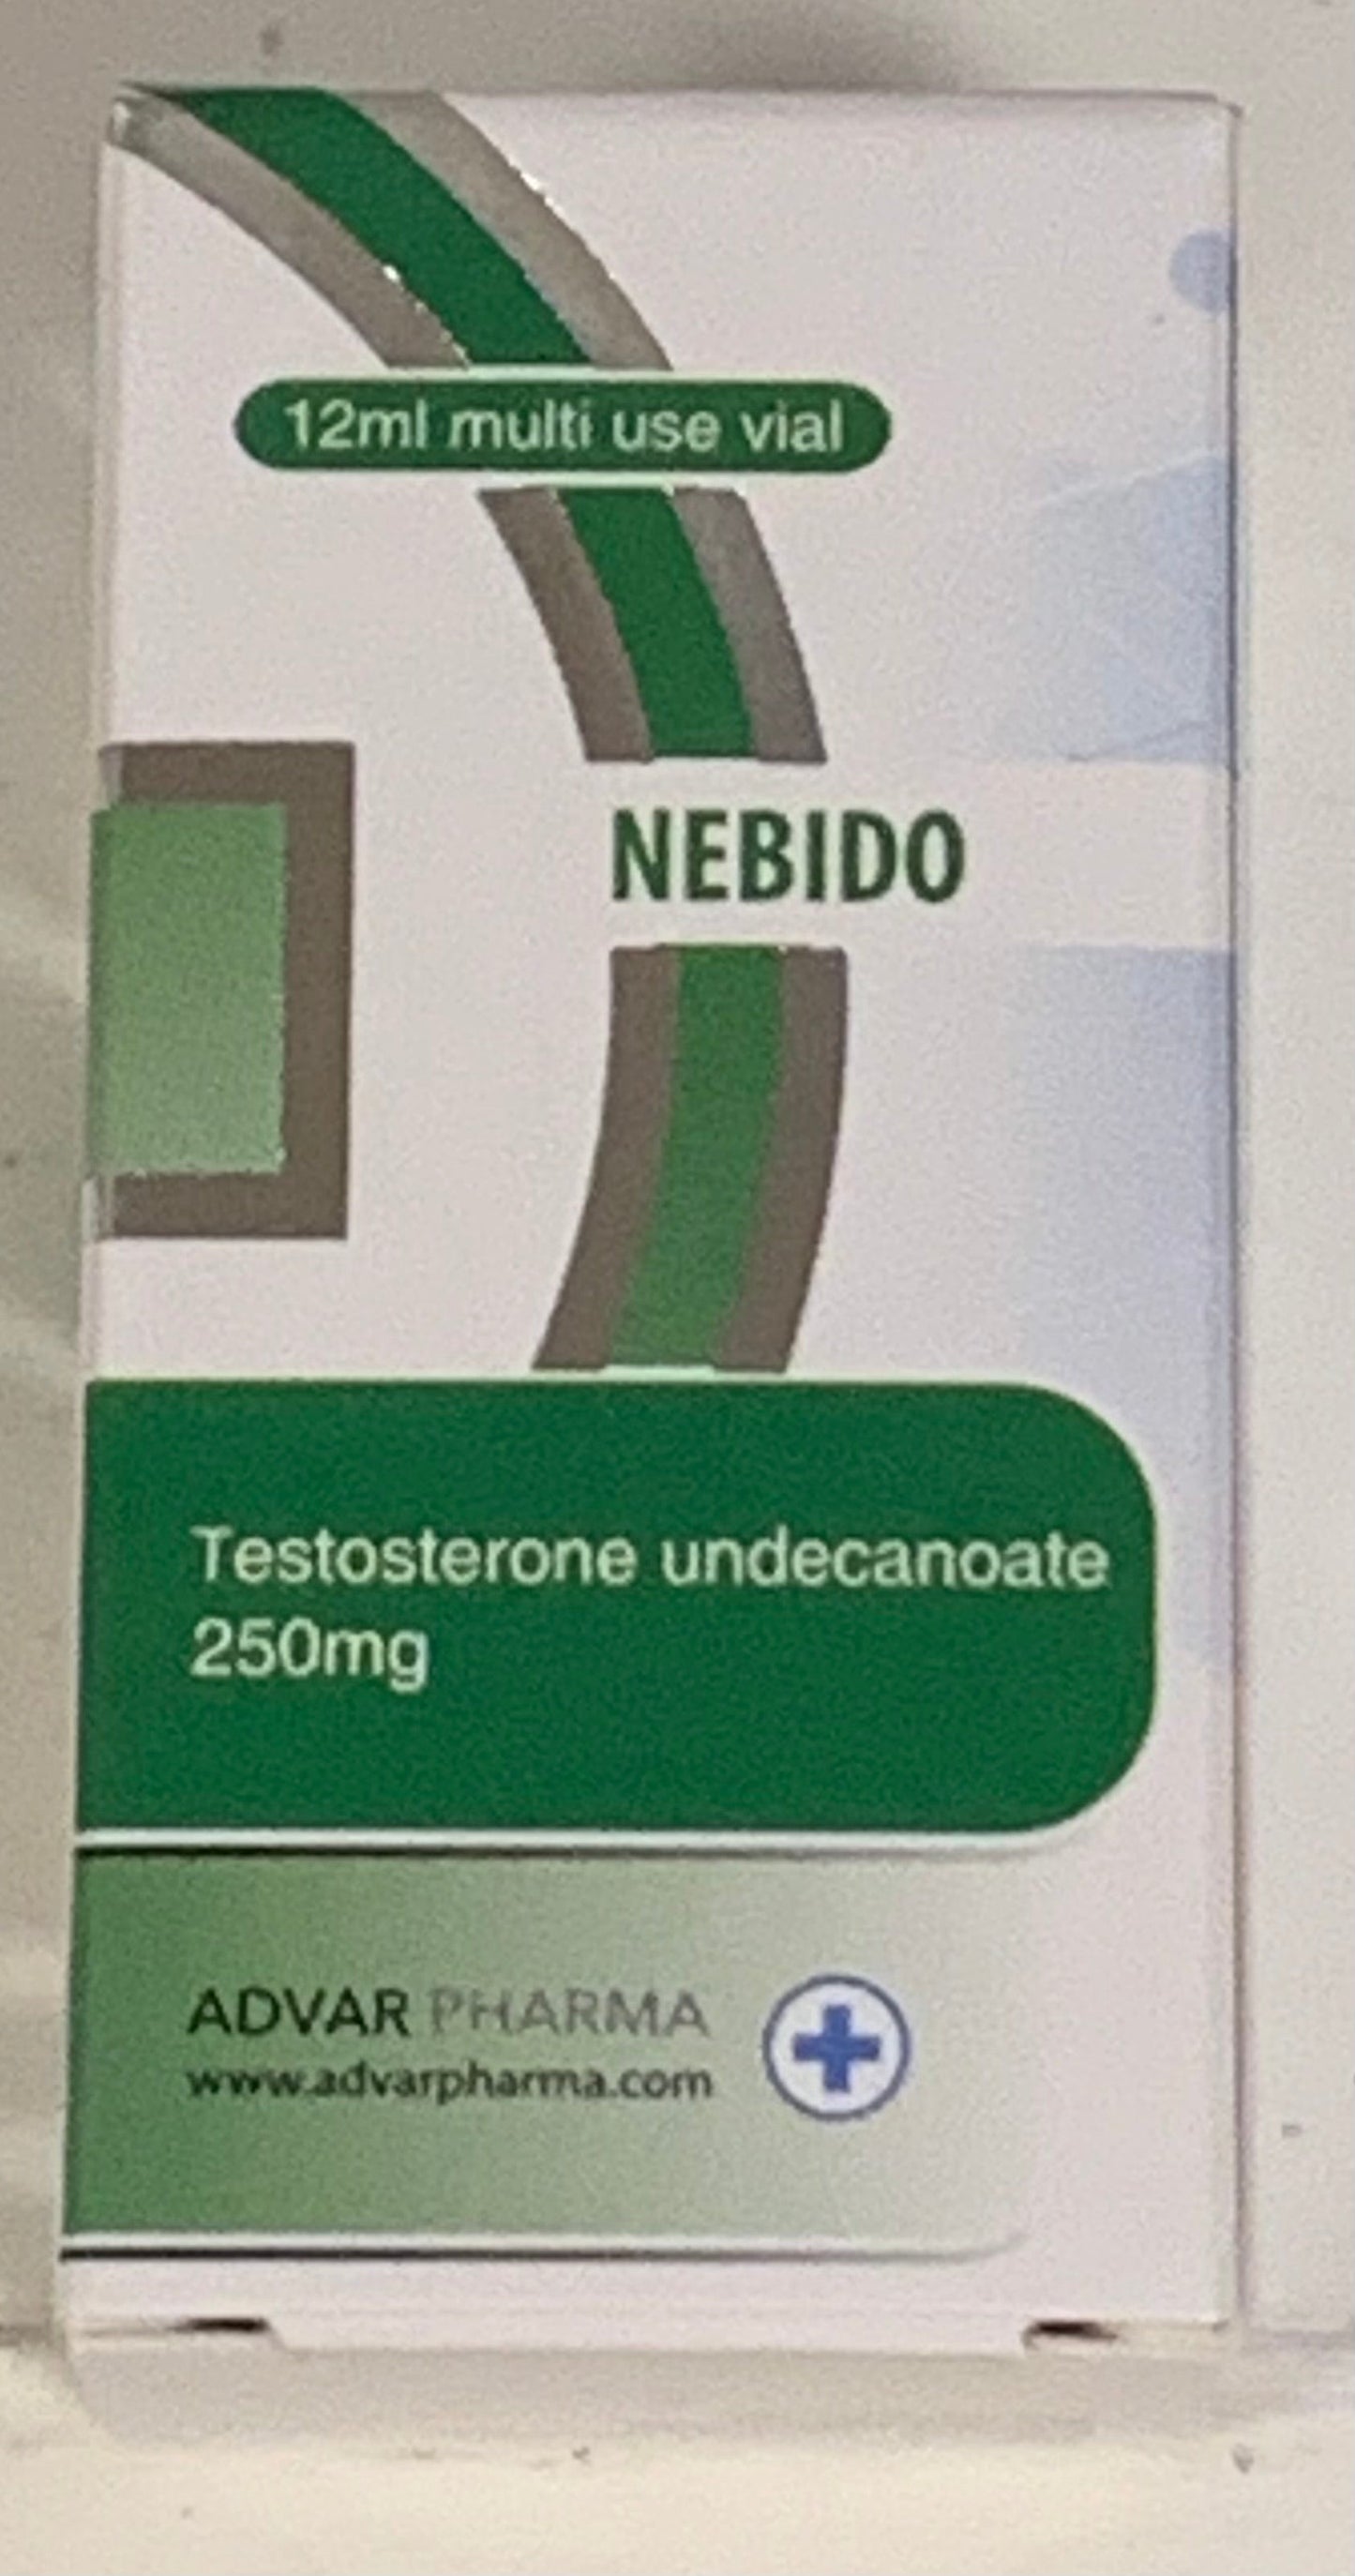 12ml multi use vial
NEBIDO
Testosterone undecanoate
250mg
ADVAR PHARMA
www.advarpharma.com